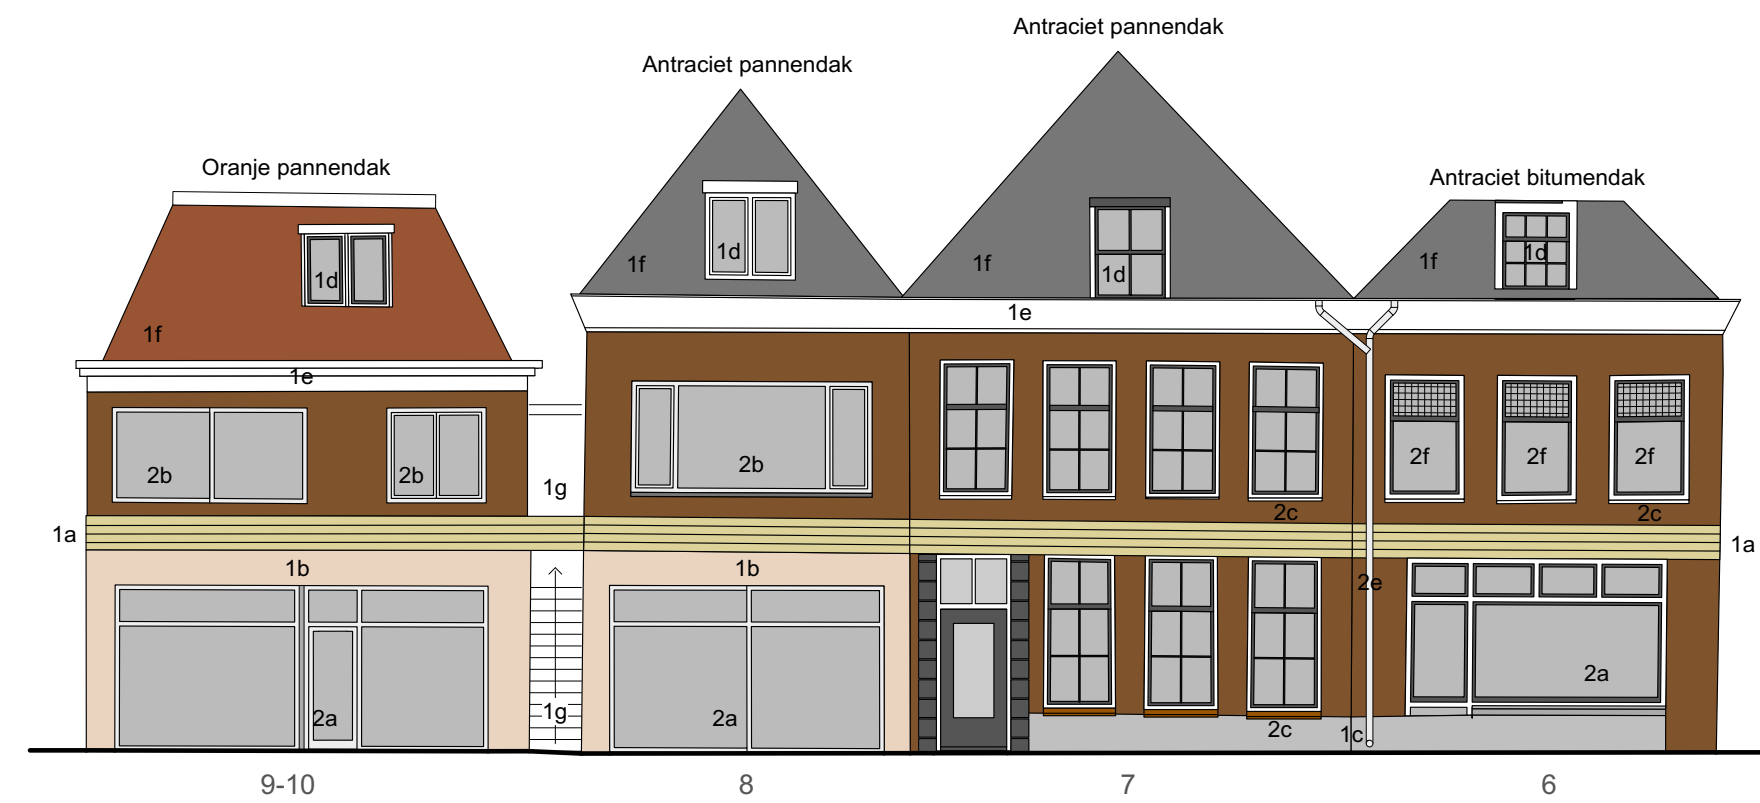 Antraciet pannendak
Antraciet pannendak
Oranje pannendak
Antraciet bitumendak
1d
1d
1d
1d
1f
1f
1f
1f
1e
1e
2b
2b
2b
2f
2f
2f
1g
2c
2c
1a
1a
1b
1b
2e
2a
2a
2a
1g
2c
1c
9-10
8
7
6